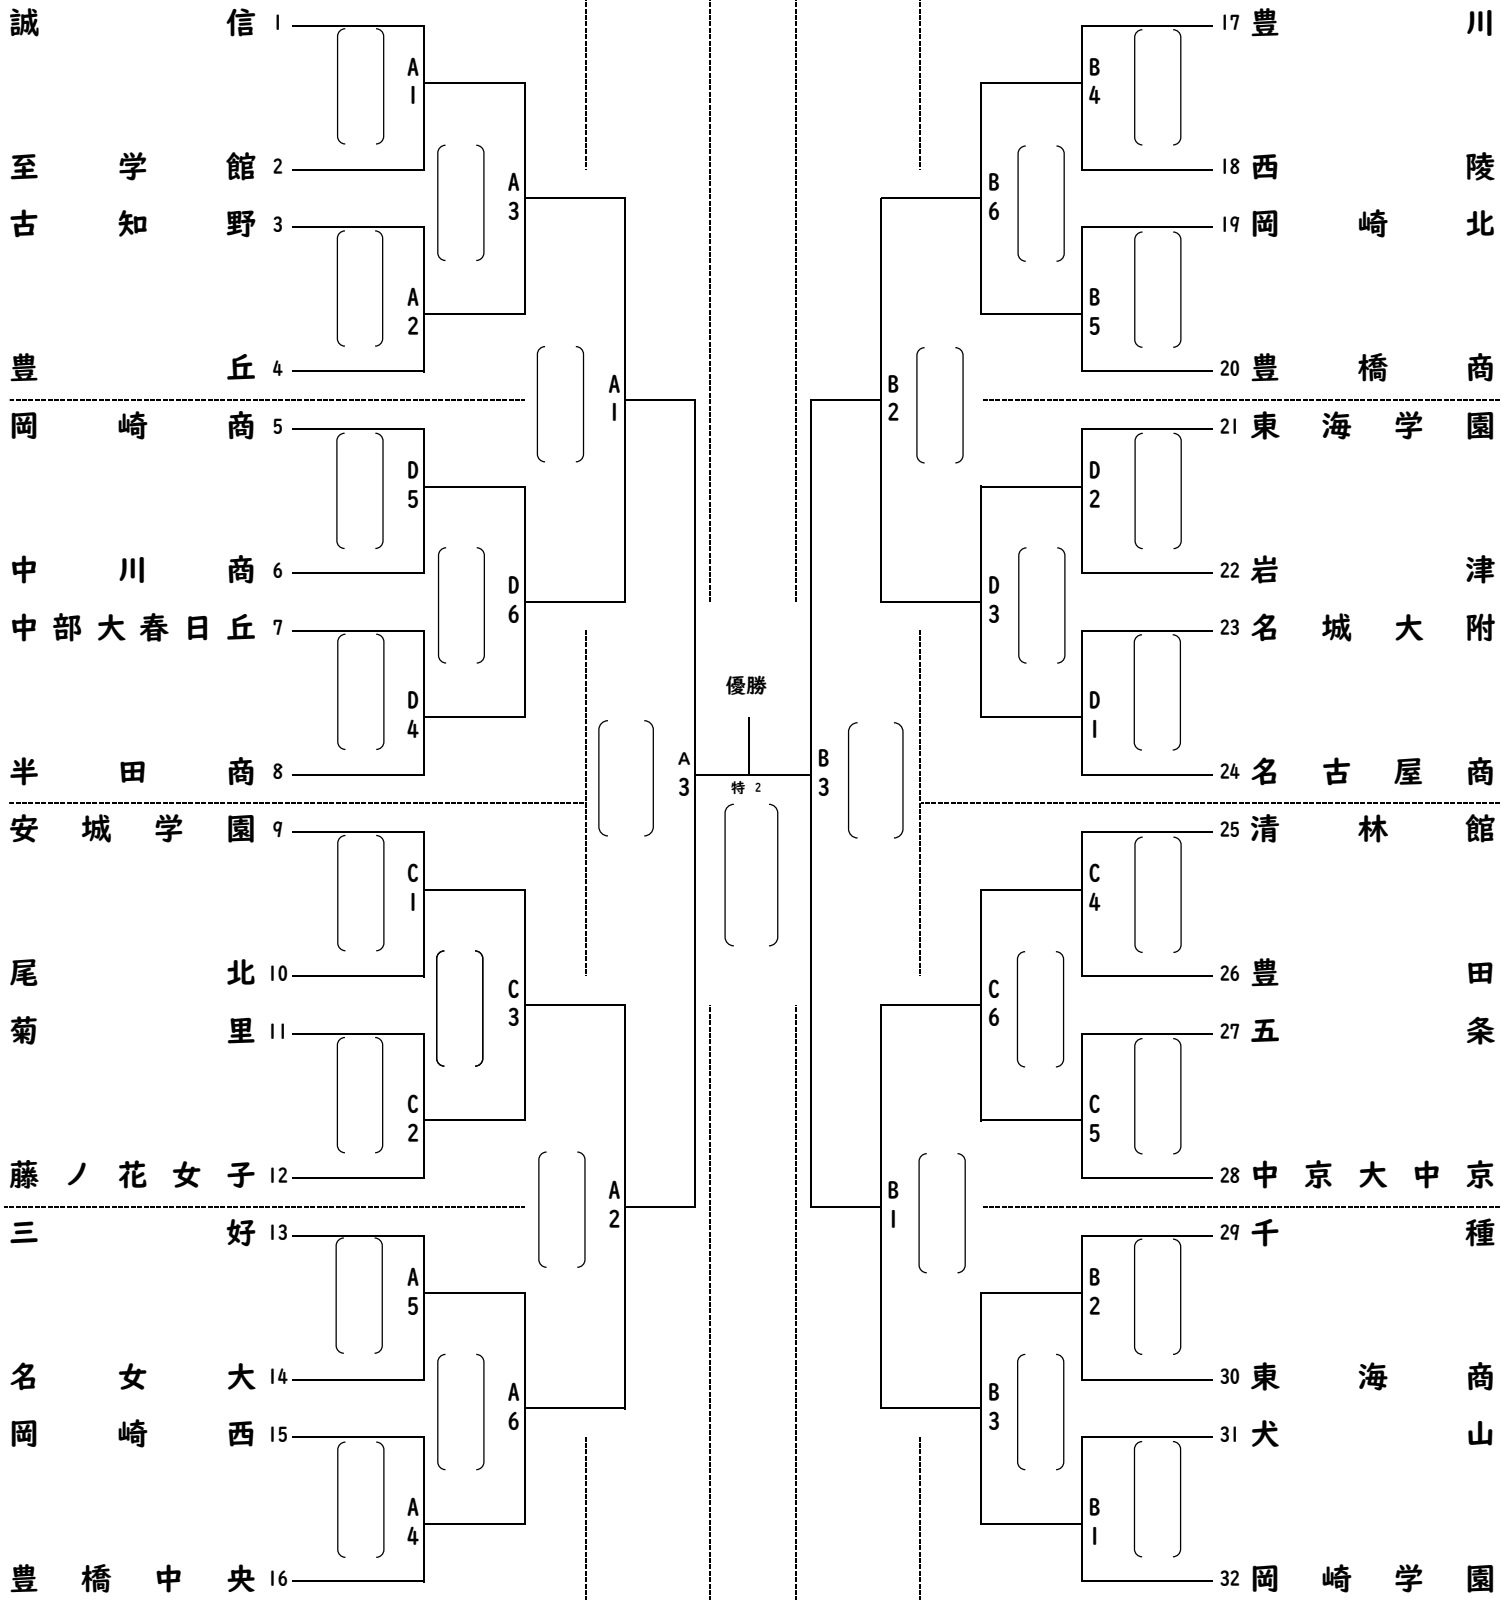 誠信 1
A1
至学館 2
A3
古知野 3
A2
豊丘 4
A1
岡崎商 5
D5
中川商 6
D6
中部大春日丘 7
D4
半田商 8
A3
安城学園 9
C1
尾北 10
C3
菊里 11
C2
藤ノ花女子 12
A2
三好 13
A5
名女大 14
A6
岡崎西 15
A4
豊橋中央 16
優勝
特 2
17 豊川
B4
18 西陵
B6
19 岡崎北
B5
20 豊橋商
B2
21 東海学園
D2
22 岩津
D3
23 名城大附
D1
24 名古屋商
B3
25 清林館
C4
26 豊田
C6
27 五条
C5
28 中京大中京
B1
29 千種
B2
30 東海商
B3
31 犬山
B1
32 岡崎学園